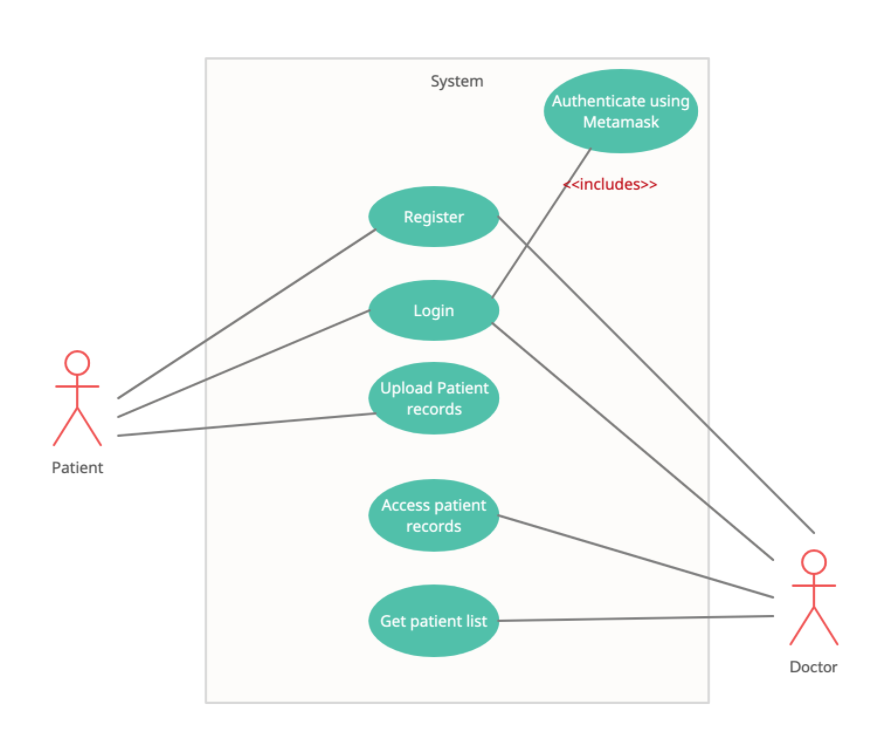 System
Authenticate using
Metamask
<<includes>>
Register
Login
Upload Patient
records
Patient
Access patient
records
Get patient list
Doctor